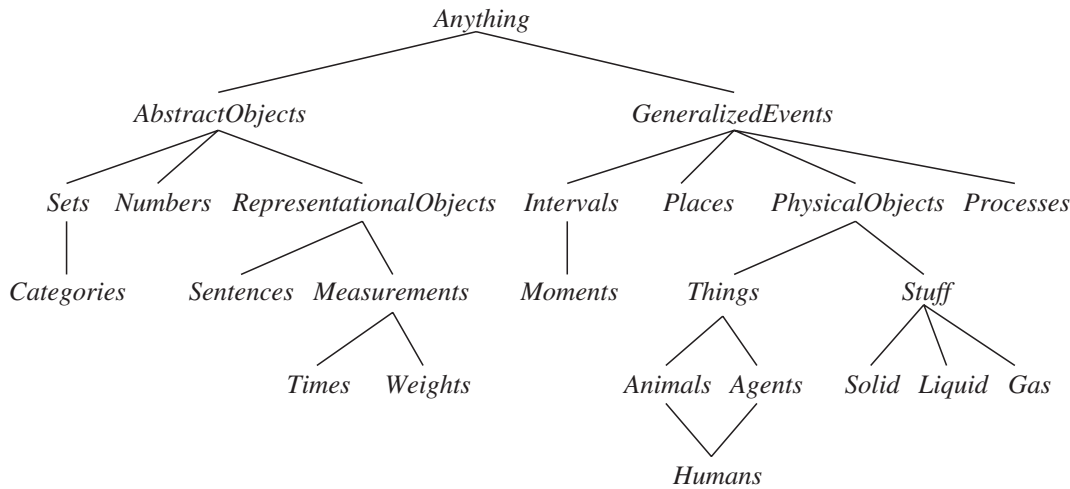 Anything
AbstractObjects GeneralizedEvents
Sets Numbers RepresentationalObjects Intervals Places PhysicalObjects Processes
Categories Sentences Measurements Moments Things Stuff
Times Weights Animals Agents Solid Liquid Gas
Humans